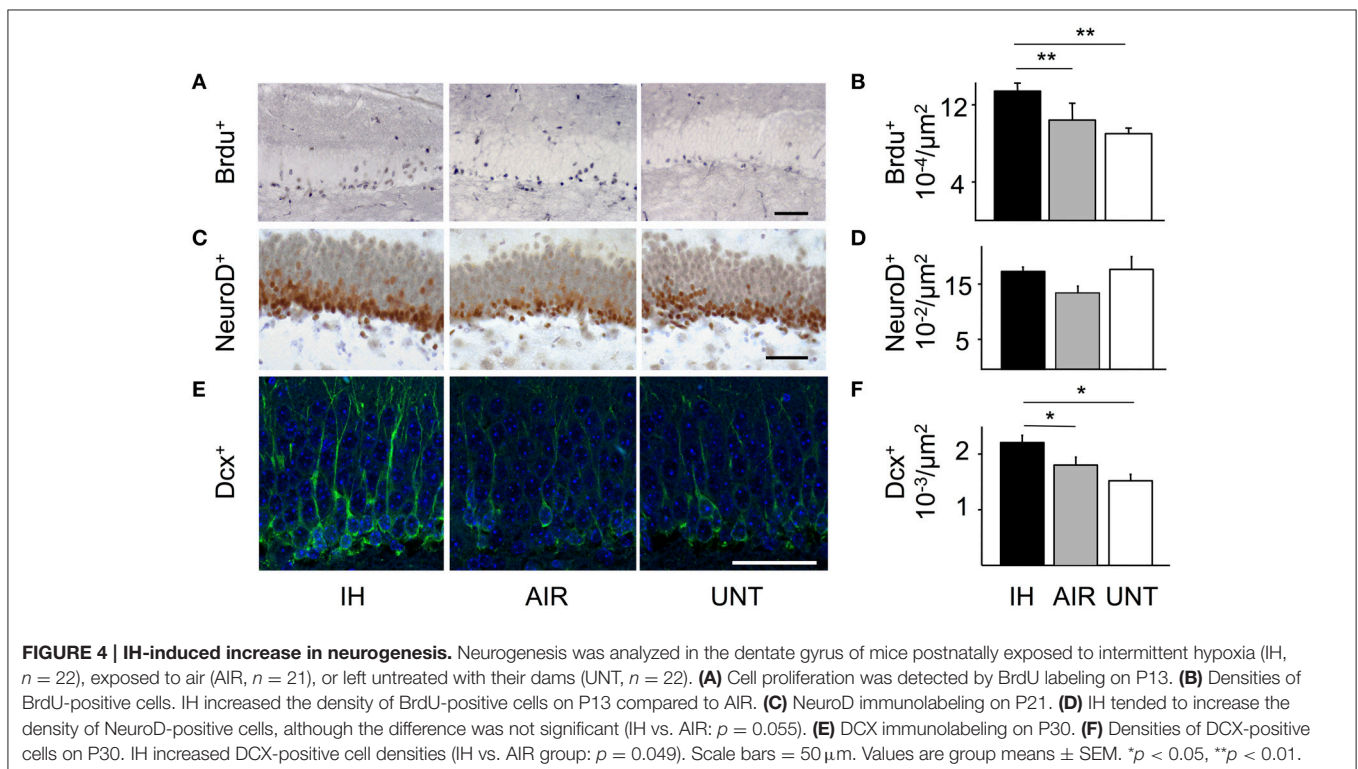 A
B
**
**
Brdu⁺
Brdu⁺
10⁻⁴/µm²
12
4
C
D
NeuroD⁺
NeuroD⁺
10⁻²/µm²
15
5
E
F
*
*
Dcx⁺
Dcx⁺
10⁻³/µm²
2
1
IH AIR UNT
IH AIR UNT
FIGURE 4 | IH-induced increase in neurogenesis. Neurogenesis was analyzed in the dentate gyrus of mice postnatally exposed to intermittent hypoxia (IH,
n = 22), exposed to air (AIR, n = 21), or left untreated with their dams (UNT, n = 22). (A) Cell proliferation was detected by BrdU labeling on P13. (B) Densities of
BrdU-positive cells. IH increased the density of BrdU-positive cells on P13 compared to AIR. (C) NeuroD immunolabeling on P21. (D) IH tended to increase the
density of NeuroD-positive cells, although the difference was not significant (IH vs. AIR: p = 0.055). (E) DCX immunolabeling on P30. (F) Densities of DCX-positive
cells on P30. IH increased DCX-positive cell densities (IH vs. AIR group: p = 0.049). Scale bars = 50 µm. Values are group means ± SEM. *p < 0.05, **p < 0.01.